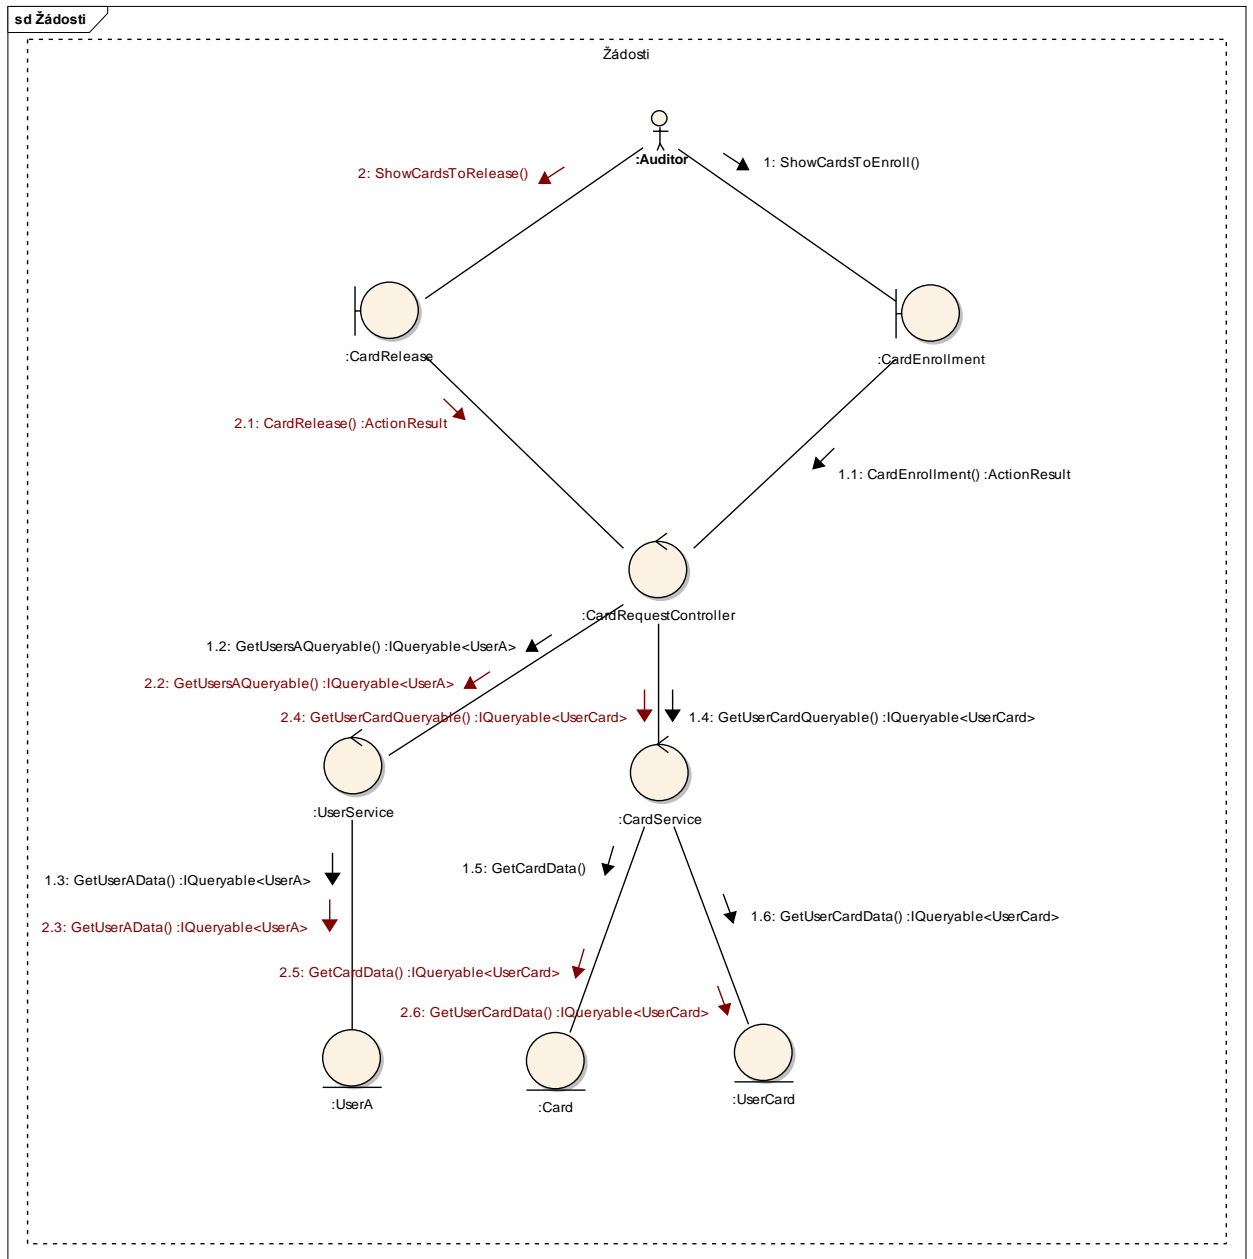 sd Žádosti
Žádosti
:Auditor
1: ShowCardsToEnroll()
2: ShowCardsToRelease()
:CardRelease
:CardEnrollment
2.1: CardRelease() :ActionResult
1.1: CardEnrollment() :ActionResult
:CardRequestController
1.2: GetUsersAQueryable() :IQueryable<UserA>
2.2: GetUsersAQueryable() :IQueryable<UserA>
2.4: GetUserCardQueryable() :IQueryable<UserCard>
1.4: GetUserCardQueryable() :IQueryable<UserCard>
:UserService
:CardService
1.5: GetCardData()
1.3: GetUserAData() :IQueryable<UserA>
1.6: GetUserCardData() :IQueryable<UserCard>
2.3: GetUserAData() :IQueryable<UserA>
2.5: GetCardData() :IQueryable<UserCard>
2.6: GetUserCardData() :IQueryable<UserCard>
:UserA
:Card
:UserCard